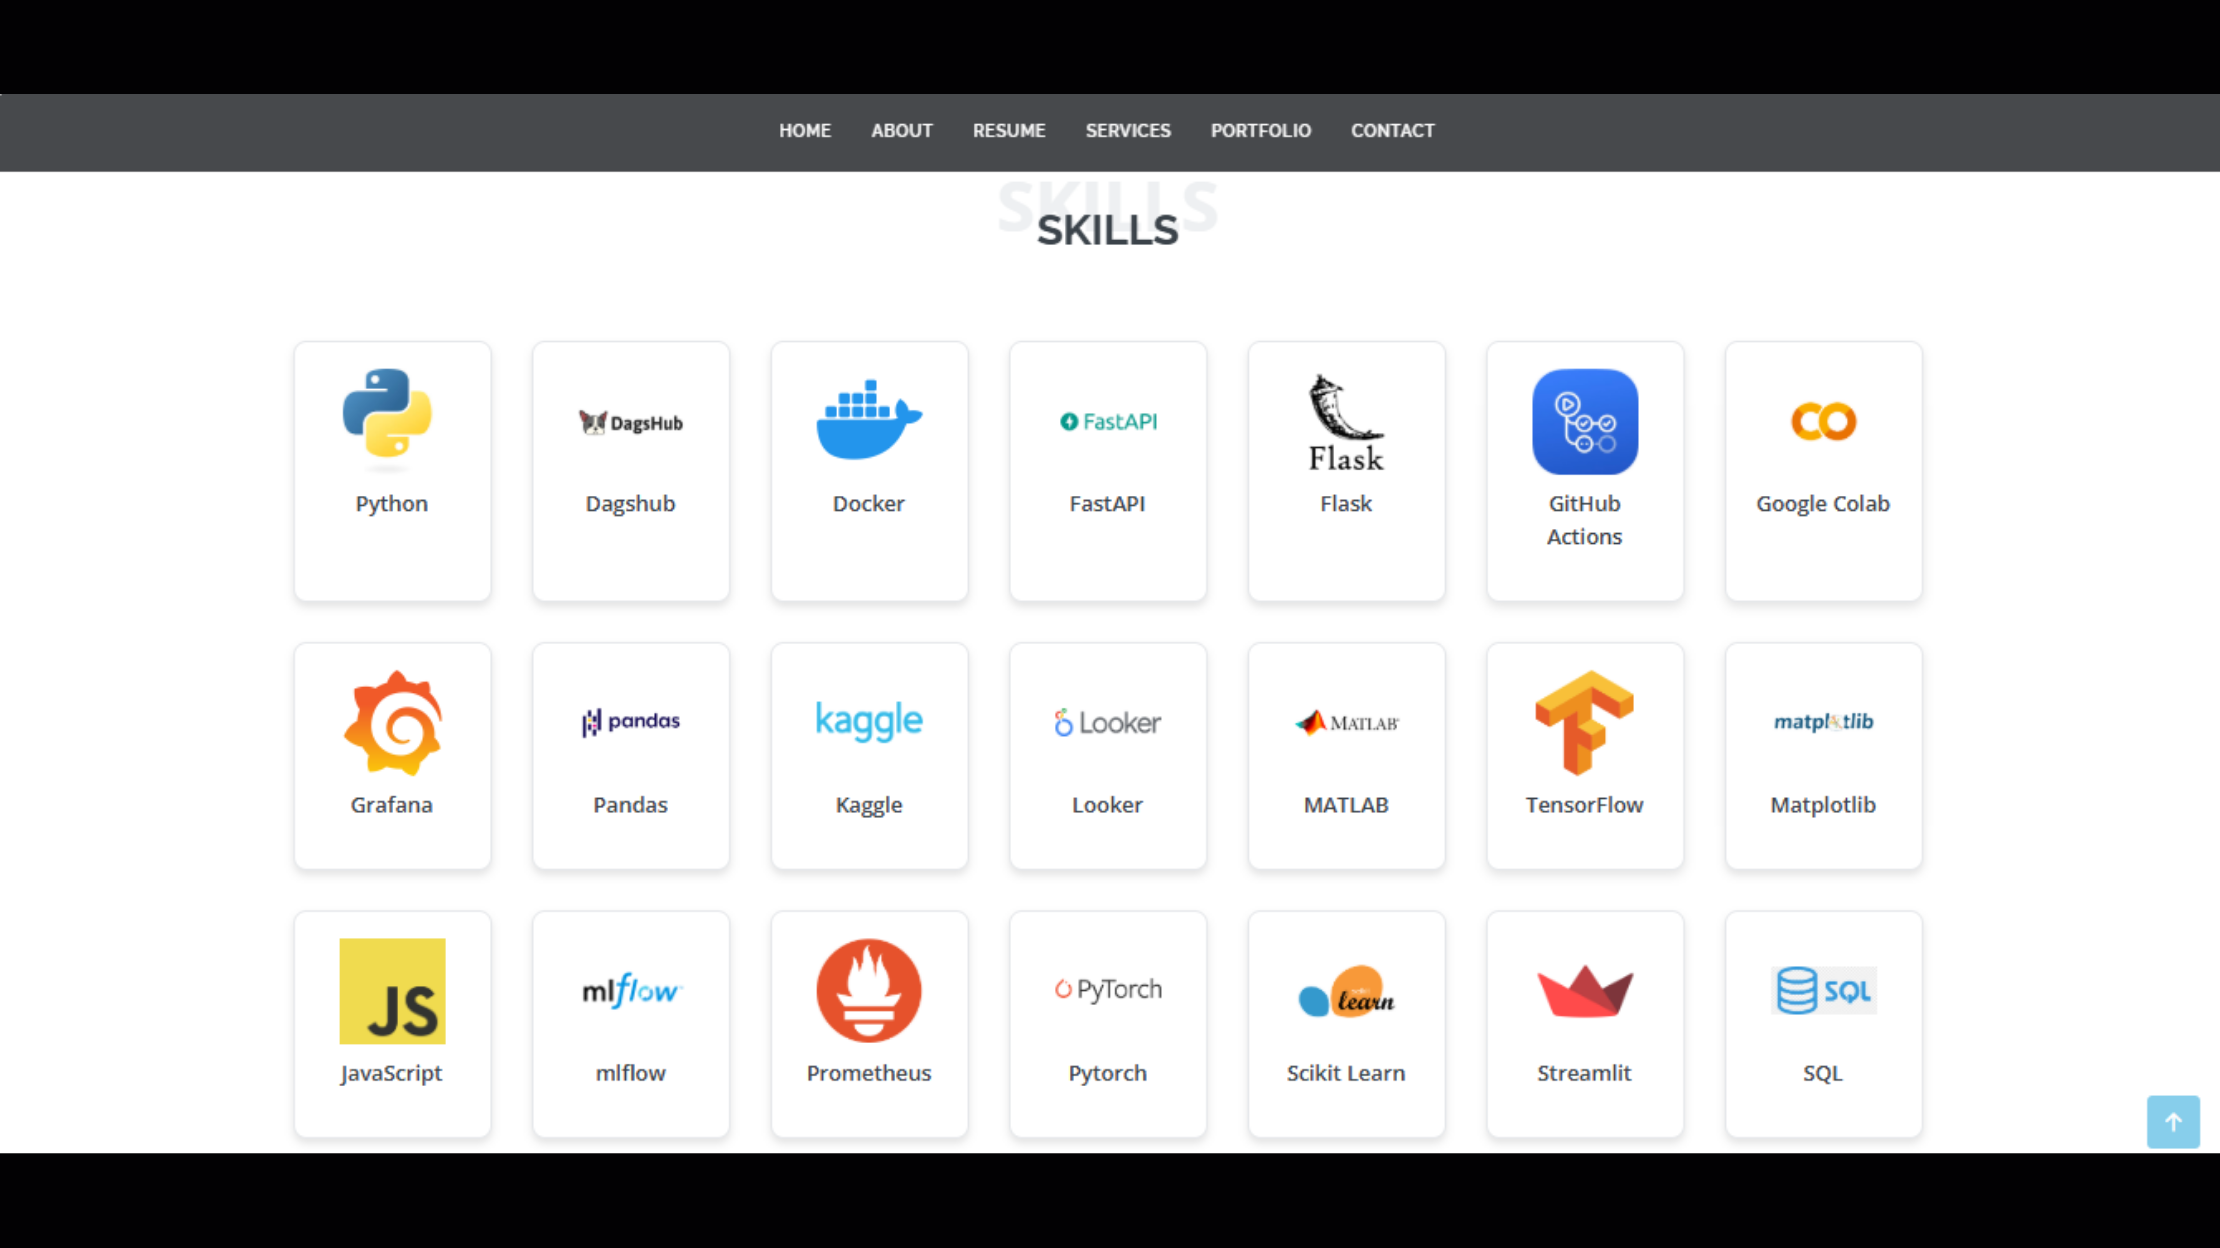 HOME ABOUT RESUME SERVICES PORTFOLIO CONTACT
SKILLS
SKILLS
DagsHub
FastAPI
Flask
Python Dagshub Docker FastAPI Flask GitHub Actions Google Colab
pandas
kaggle
Looker
MATLAB
matplotlib
Grafana Pandas Kaggle Looker MATLAB TensorFlow Matplotlib
JS
mlflow
PyTorch
learn
SQL
JavaScript mlflow Prometheus Pytorch Scikit Learn Streamlit SQL